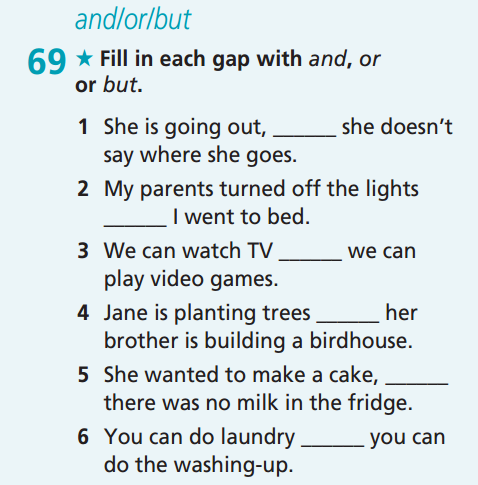 and/or/but
69 ★ Fill in each gap with and, or
or but.
1 She is going out, ______ she doesn't
say where she goes.
2 My parents turned off the lights
______ I went to bed.
3 We can watch TV ______ we can
play video games.
4 Jane is planting trees ______ her
brother is building a birdhouse.
5 She wanted to make a cake, ______
there was no milk in the fridge.
6 You can do laundry ______ you can
do the washing-up.